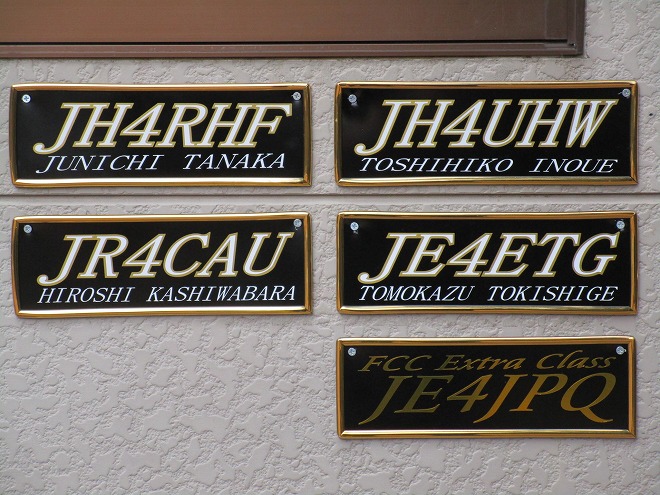 JH4RHF
JUNICHI TANAKA
JH4UHW
TOSHIHIKO INOUE
JR4CAU
HIROSHI KASHIWABARA
JE4ETG
TOMOKAZU TOKISHIGE
FCC Extra Class
JE4JPQ